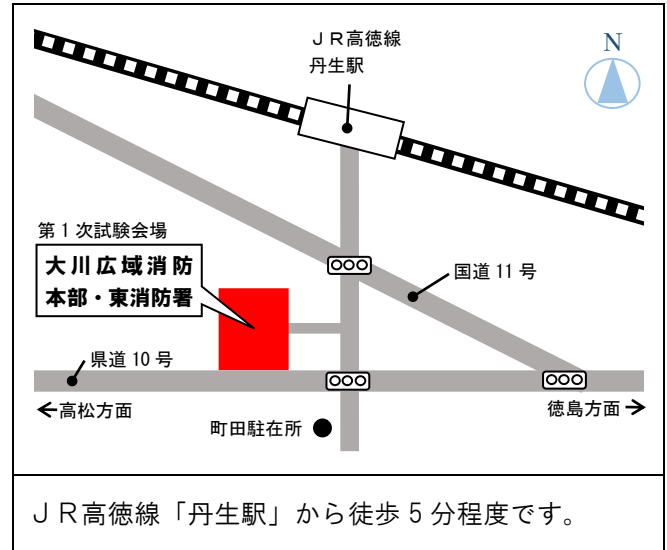 ＪＲ高徳線
丹生駅
N
第１次試験会場
大川広域消防
本部・東消防署
国道 11 号
県道 10 号
←高松方面
徳島方面→
町田駐在所
ＪＲ高徳線「丹生駅」から徒歩 5 分程度です。